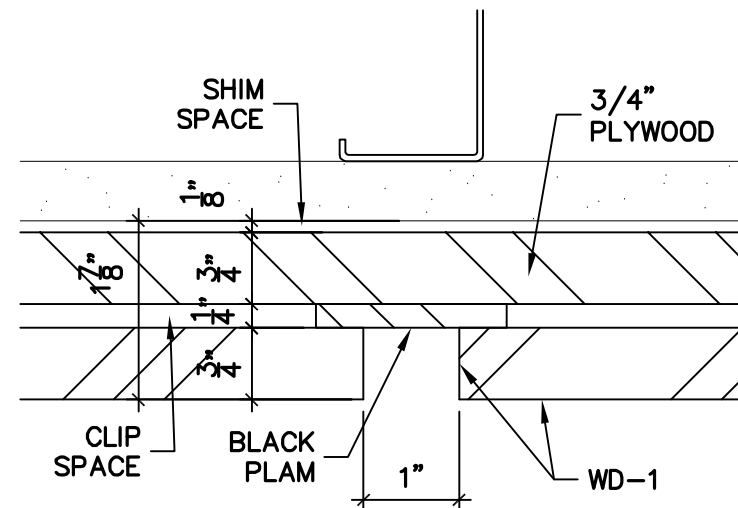 SHIM
SPACE
3/4"
PLYWOOD
1"
8
1 7"
8
3"
4
1"
4
3"
4
CLIP
SPACE
BLACK
PLAM
1"
WD-1